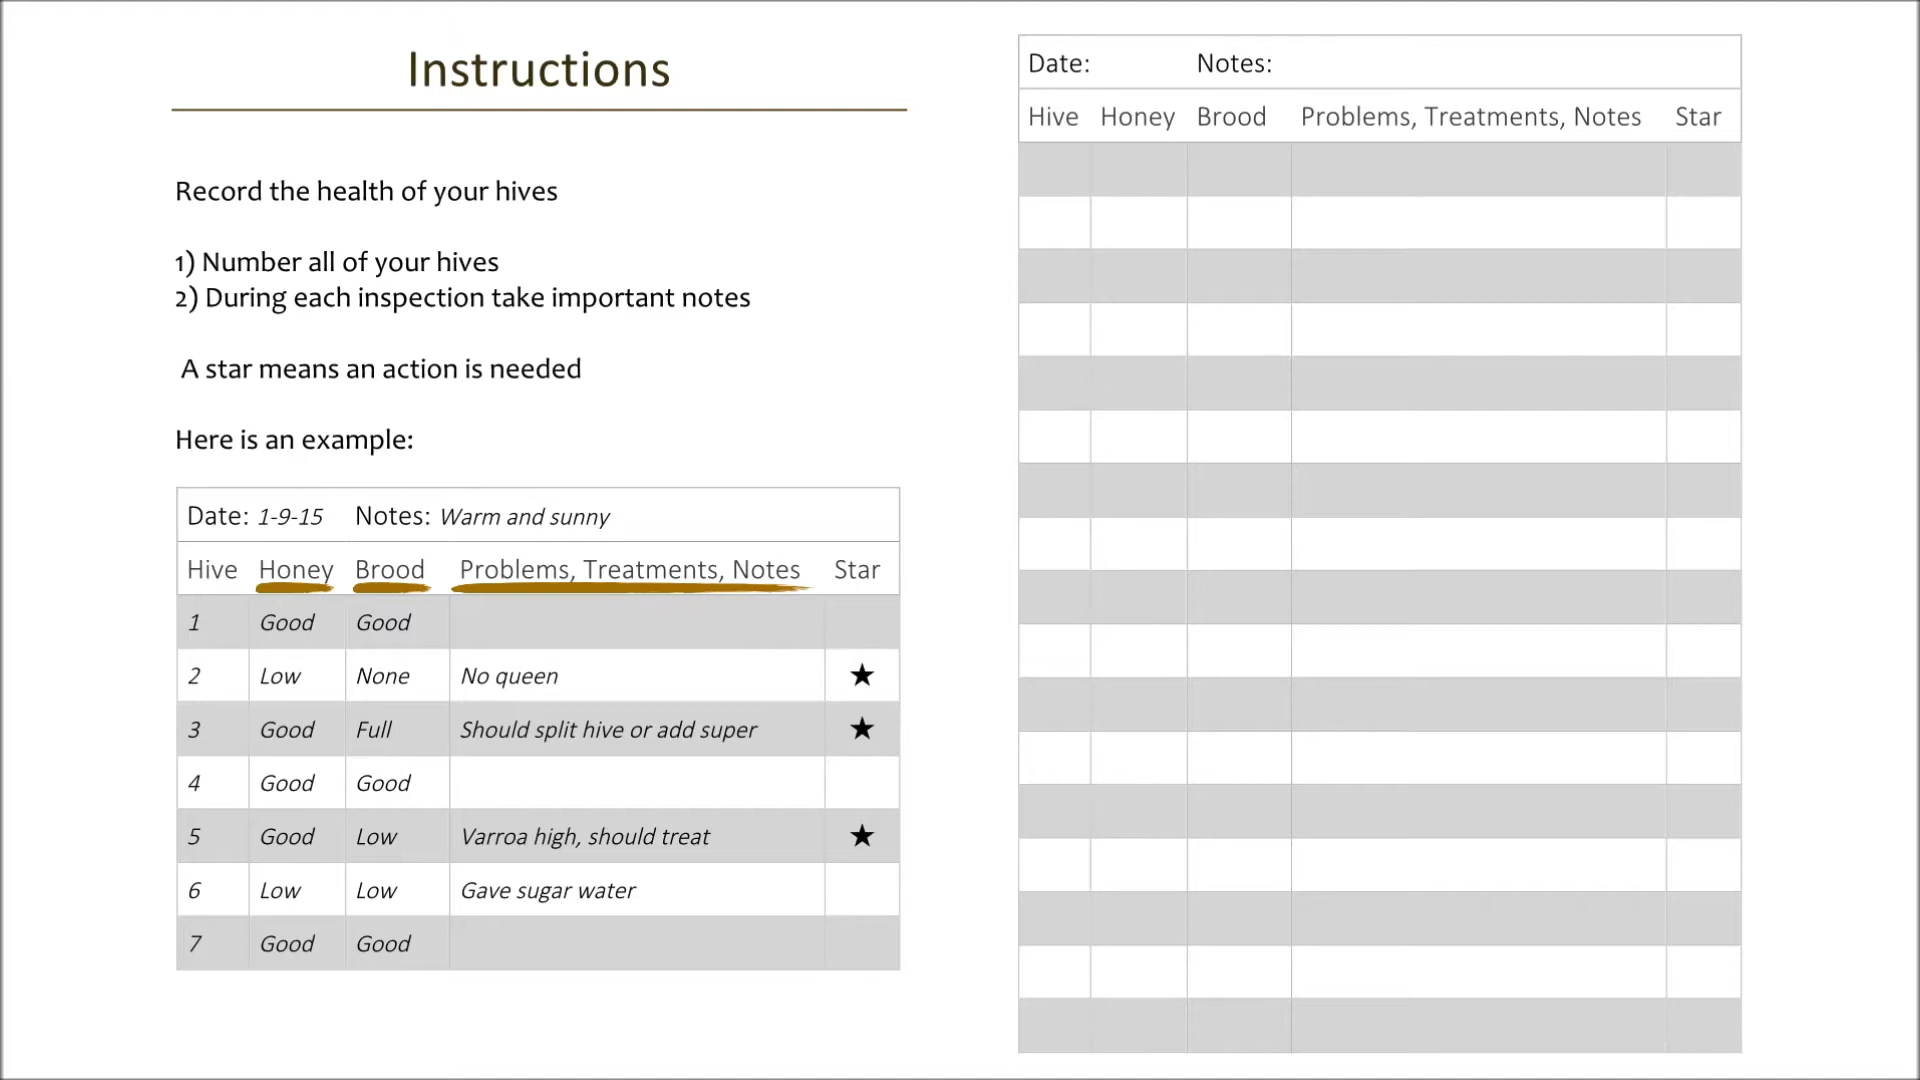 Instructions
Record the health of your hives
1) Number all of your hives
2) During each inspection take important notes
A star means an action is needed
Here is an example:
Date: 1-9-15 Notes: Warm and sunny
Hive Honey Brood Problems, Treatments, Notes Star
1 Good Good
2 Low None No queen ★
3 Good Full Should split hive or add super ★
4 Good Good
5 Good Low Varroa high, should treat ★
6 Low Low Gave sugar water
7 Good Good
Date: Notes:
Hive Honey Brood Problems, Treatments, Notes Star